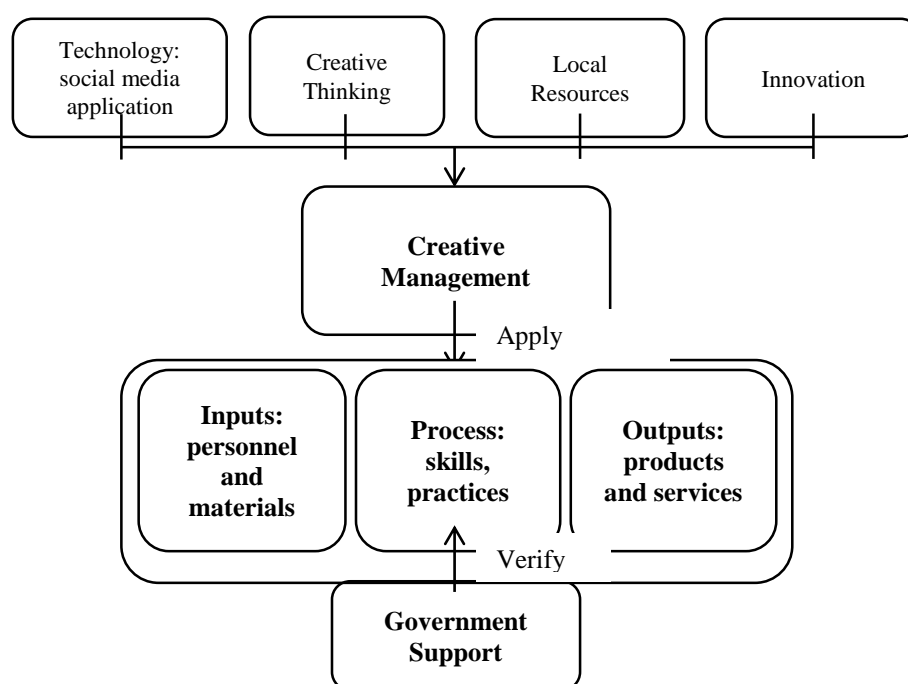 Technology:
social media
application
Creative
Thinking
Local
Resources
Innovation
Creative
Management
Apply
Inputs:
personnel
and
materials
Process:
skills,
practices
Outputs:
products
and services
Verify
Government
Support